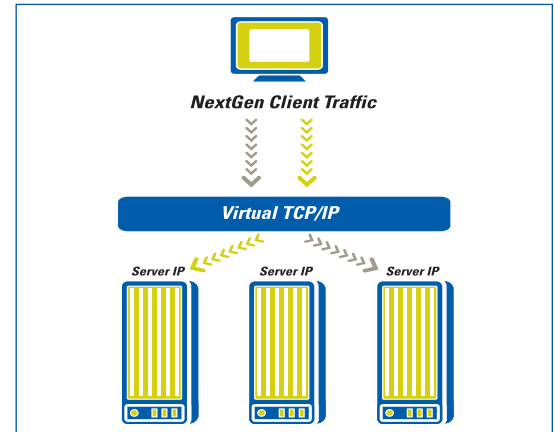 NextGen Client Traffic
Virtual TCP/IP
Server IP
Server IP
Server IP